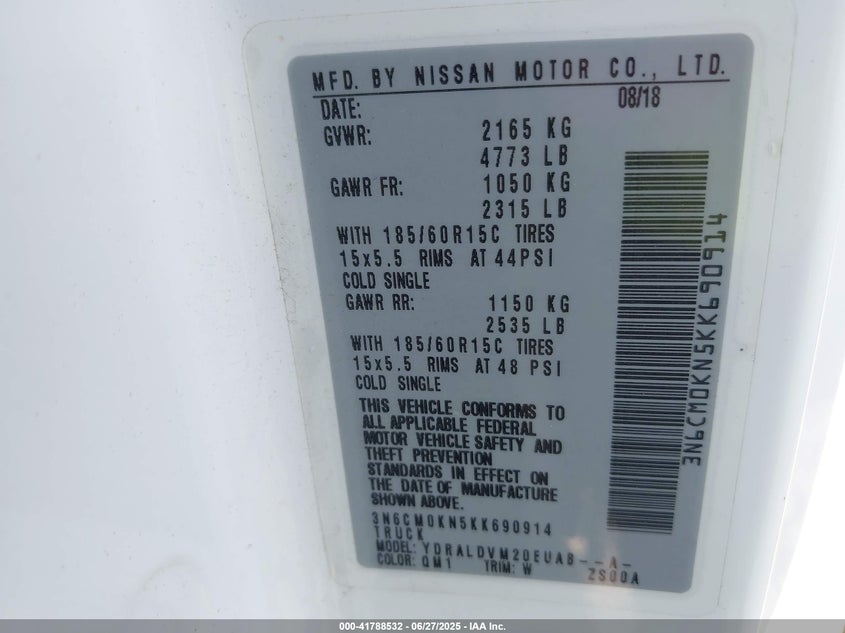 MFD. BY NISSAN MOTOR CO., LTD.
DATE: 08/18
GVWR: 2165 KG
4773 LB
GAWR FR: 1050 KG
2315 LB
WITH 185/60R15C TIRES
15x5.5 RIMS AT 44PSI
COLD SINGLE
GAWR RR: 1150 KG
2535 LB
WITH 185/60R15C TIRES
15x5.5 RIMS AT 48 PSI
COLD SINGLE
THIS VEHICLE CONFORMS TO
ALL APPLICABLE FEDERAL
MOTOR VEHICLE SAFETY AND
THEFT PREVENTION
STANDARDS IN EFFECT ON
THE DATE OF MANUFACTURE
SHOWN ABOVE.
3N6CM0KN5KK690914
TRUCK
MODEL: YDRALDVM20EUAB--A-
COLOR: QM1 TRIM: W 2S00A
3N6CM0KN5KK690914
000-41788532 - 06/27/2025 - IAA Inc.